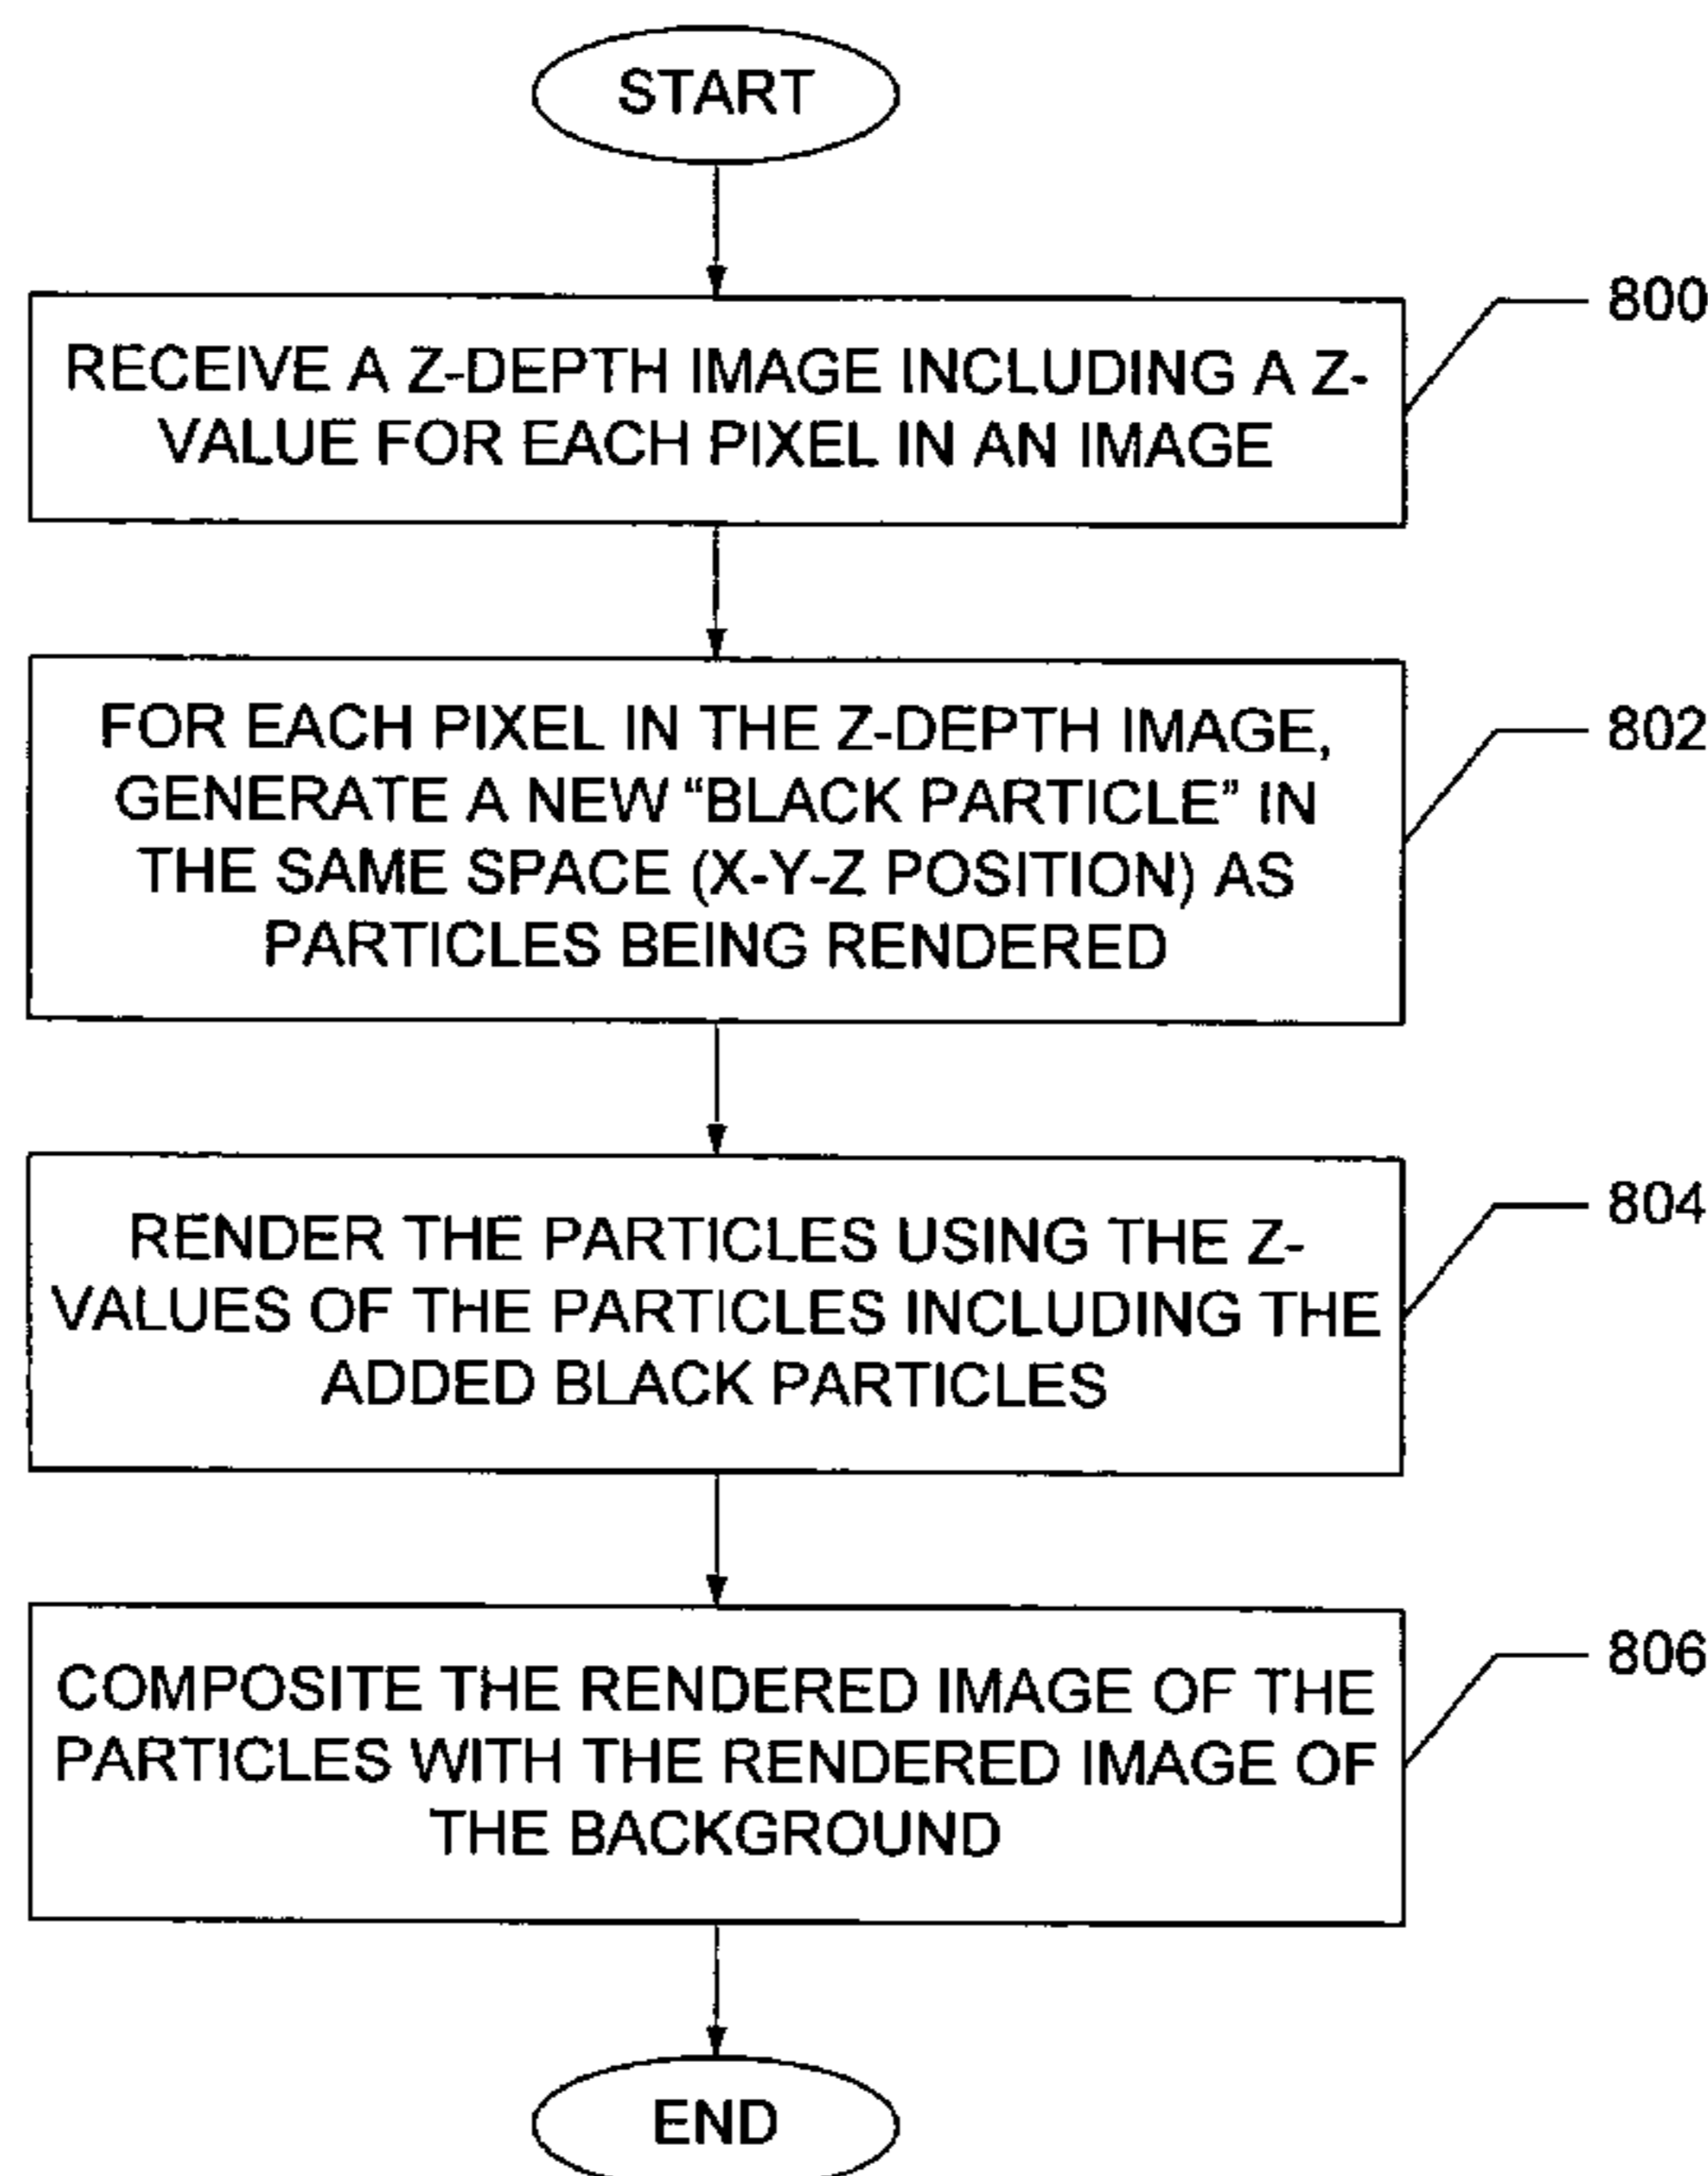 START
800
RECEIVE A Z-DEPTH IMAGE INCLUDING A Z-
VALUE FOR EACH PIXEL IN AN IMAGE
802
FOR EACH PIXEL IN THE Z-DEPTH IMAGE,
GENERATE A NEW “BLACK PARTICLE” IN
THE SAME SPACE (X-Y-Z POSITION) AS
PARTICLES BEING RENDERED
804
RENDER THE PARTICLES USING THE Z-
VALUES OF THE PARTICLES INCLUDING THE
ADDED BLACK PARTICLES
806
COMPOSITE THE RENDERED IMAGE OF THE
PARTICLES WITH THE RENDERED IMAGE OF
THE BACKGROUND
END